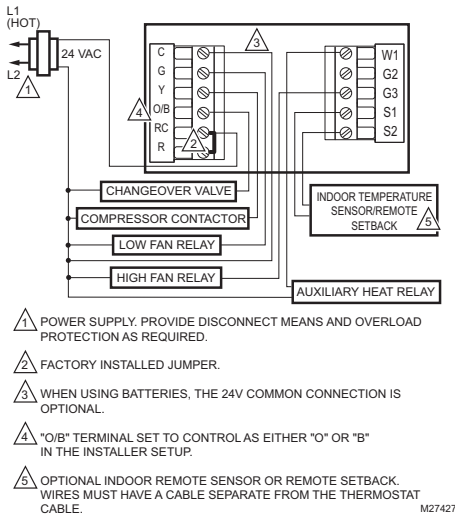 L1
(HOT)
24 VAC
L2
1
C
G
Y
O/B
RC
R
3
4
2
W1
G2
G3
S1
S2
CHANGEOVER VALVE
COMPRESSOR CONTACTOR
LOW FAN RELAY
HIGH FAN RELAY
INDOOR TEMPERATURE
SENSOR/REMOTE
SETBACK
5
AUXILIARY HEAT RELAY
1 POWER SUPPLY. PROVIDE DISCONNECT MEANS AND OVERLOAD
PROTECTION AS REQUIRED.
2 FACTORY INSTALLED JUMPER.
3 WHEN USING BATTERIES, THE 24V COMMON CONNECTION IS
OPTIONAL.
4 "O/B" TERMINAL SET TO CONTROL AS EITHER "O" OR "B"
IN THE INSTALLER SETUP.
5 OPTIONAL INDOOR REMOTE SENSOR OR REMOTE SETBACK.
WIRES MUST HAVE A CABLE SEPARATE FROM THE THERMOSTAT
CABLE.
M27427